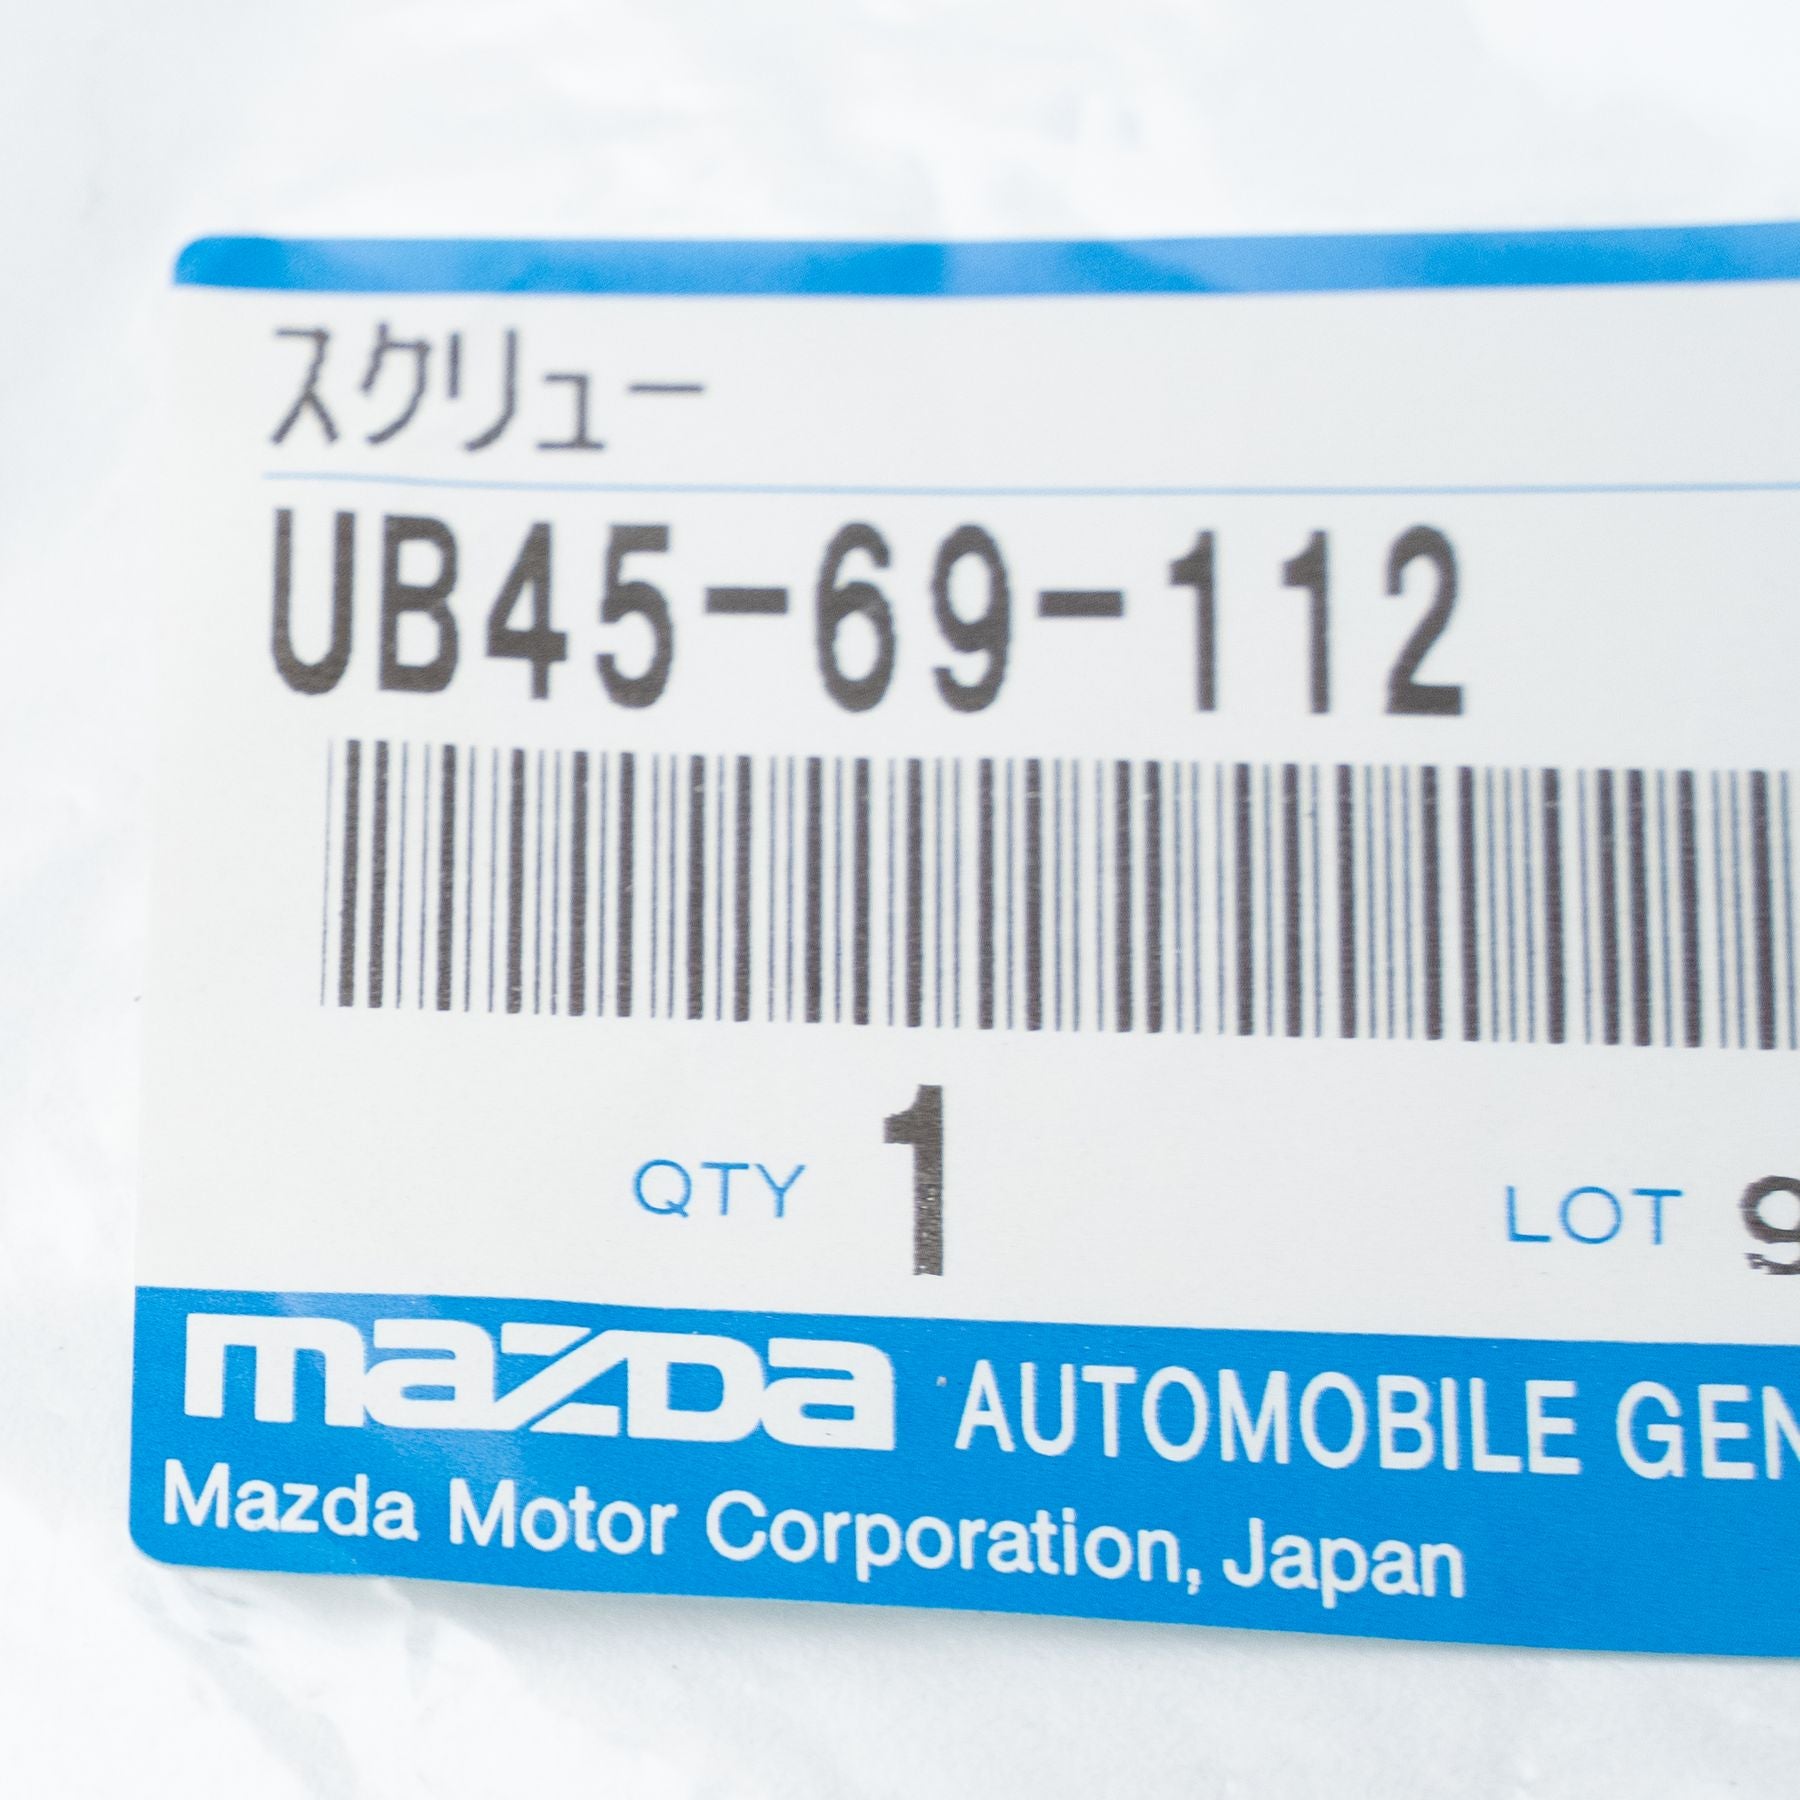 スクリュー
UB45-69-112
QTY 1 LOT
mazda AUTOMOBILE GEN
Mazda Motor Corporation, Japan